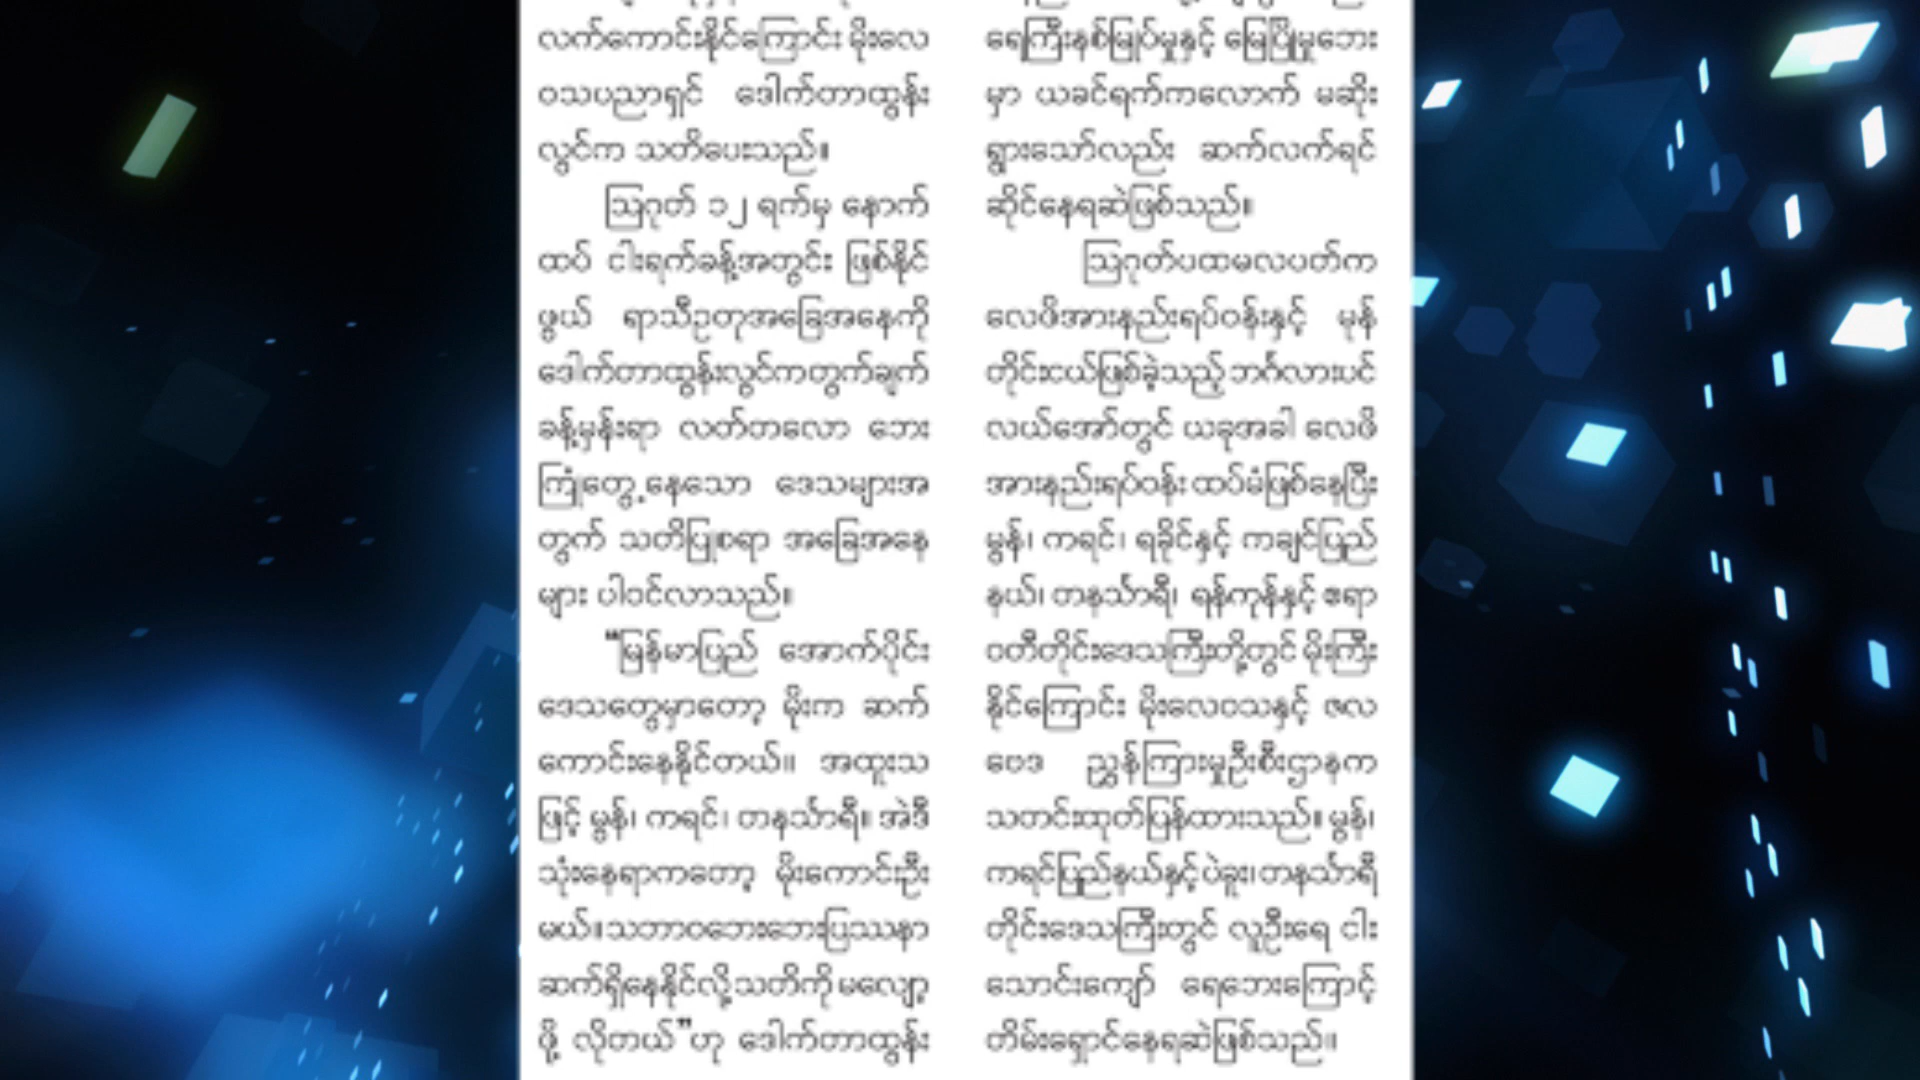 လက်ကောင်းနိုင်ကြောင်း မိုးလေ
ဝသပညာရှင် ဒေါက်တာထွန်း
လွင်က သတိပေးသည်။
ဩဂုတ် ၁၂ ရက်မှ နောက်
ထပ် ငါးရက်ခန့်အတွင်း ဖြစ်နိုင်
ဖွယ် ရာသီဥတုအခြေအနေကို
ဒေါက်တာထွန်းလွင်ကတွက်ချက်
ခန့်မှန်းရာ လတ်တလော ဘေး
ကြုံတွေ့နေသော ဒေသများအ
တွက် သတိပြုစရာ အခြေအနေ
များ ပါဝင်လာသည်။
“မြန်မာပြည် အောက်ပိုင်း
ဒေသတွေမှာတော့ မိုးက ဆက်
ကောင်းနေနိုင်တယ်။ အထူးသ
ဖြင့် မွန်၊ ကရင်၊ တနင်္သာရီ။ အဲဒီ
သုံးနေရာကတော့ မိုးကောင်းဦး
မယ်။ သဘာဝဘေးဘေးပြဿနာ
ဆက်ရှိနေနိုင်လို့ သတိကို မလျော့
ဖို့ လိုတယ်”ဟု ဒေါက်တာထွန်း
ရေကြီးနစ်မြုပ်မှုနှင့် မြေပြိုမှုဘေး
မှာ ယခင်ရက်ကလောက် မဆိုး
ရွားသော်လည်း ဆက်လက်ရင်
ဆိုင်နေရဆဲဖြစ်သည်။
ဩဂုတ်ပထမလပတ်က
လေဖိအားနည်းရပ်ဝန်းနှင့် မုန်
တိုင်းငယ်ဖြစ်ခဲ့သည့် ဘင်္ဂလားပင်
လယ်အော်တွင် ယခုအခါ လေဖိ
အားနည်းရပ်ဝန်း ထပ်မံဖြစ်နေပြီး
မွန်၊ ကရင်၊ ရခိုင်နှင့် ကချင်ပြည်
နယ်၊ တနင်္သာရီ၊ ရန်ကုန်နှင့် ဧရာ
ဝတီတိုင်းဒေသကြီးတို့တွင် မိုးကြီး
နိုင်ကြောင်း မိုးလေဝသနှင့် ဇလ
ဗေဒ ညွှန်ကြားမှုဦးစီးဌာနက
သတင်းထုတ်ပြန်ထားသည်။ မွန်၊
ကရင်ပြည်နယ်နှင့် ပဲခူး၊ တနင်္သာရီ
တိုင်းဒေသကြီးတွင် လူဦးရေ ငါး
သောင်းကျော် ရေဘေးကြောင့်
တိမ်းရှောင်နေရဆဲဖြစ်သည်။